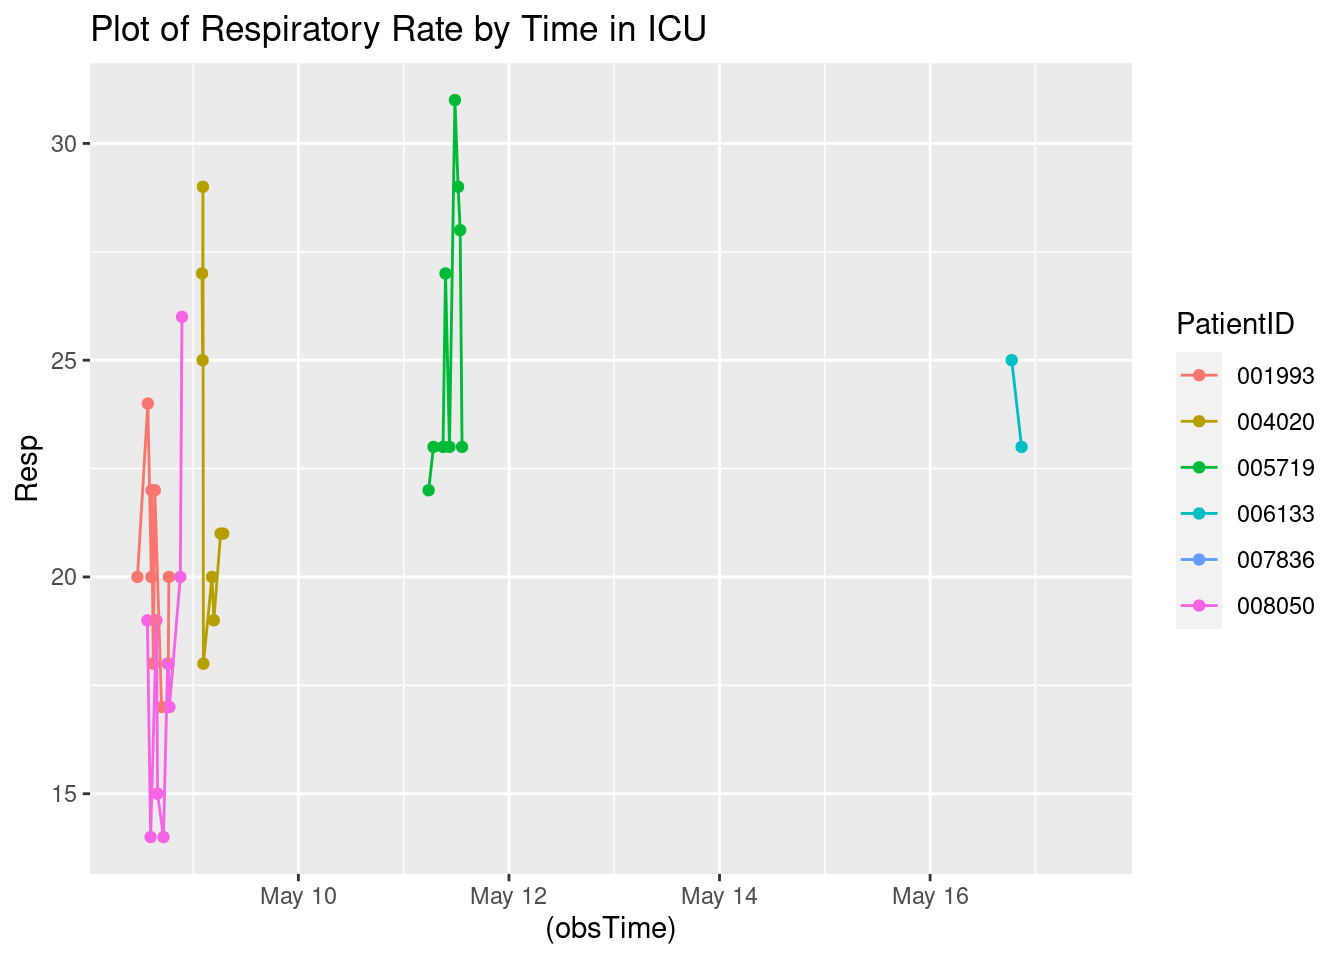 Plot of Respiratory Rate by Time in ICU
30
25
20
15
Resp
May 10
May 12
May 14
May 16
(obsTime)
PatientID
001993
004020
005719
006133
007836
008050